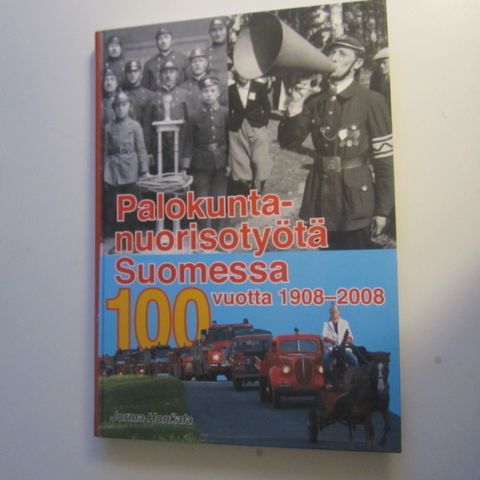 Palokunta-
nuorisotyötä
Suomessa
100 vuotta 1908–2008
Jorma Honkala